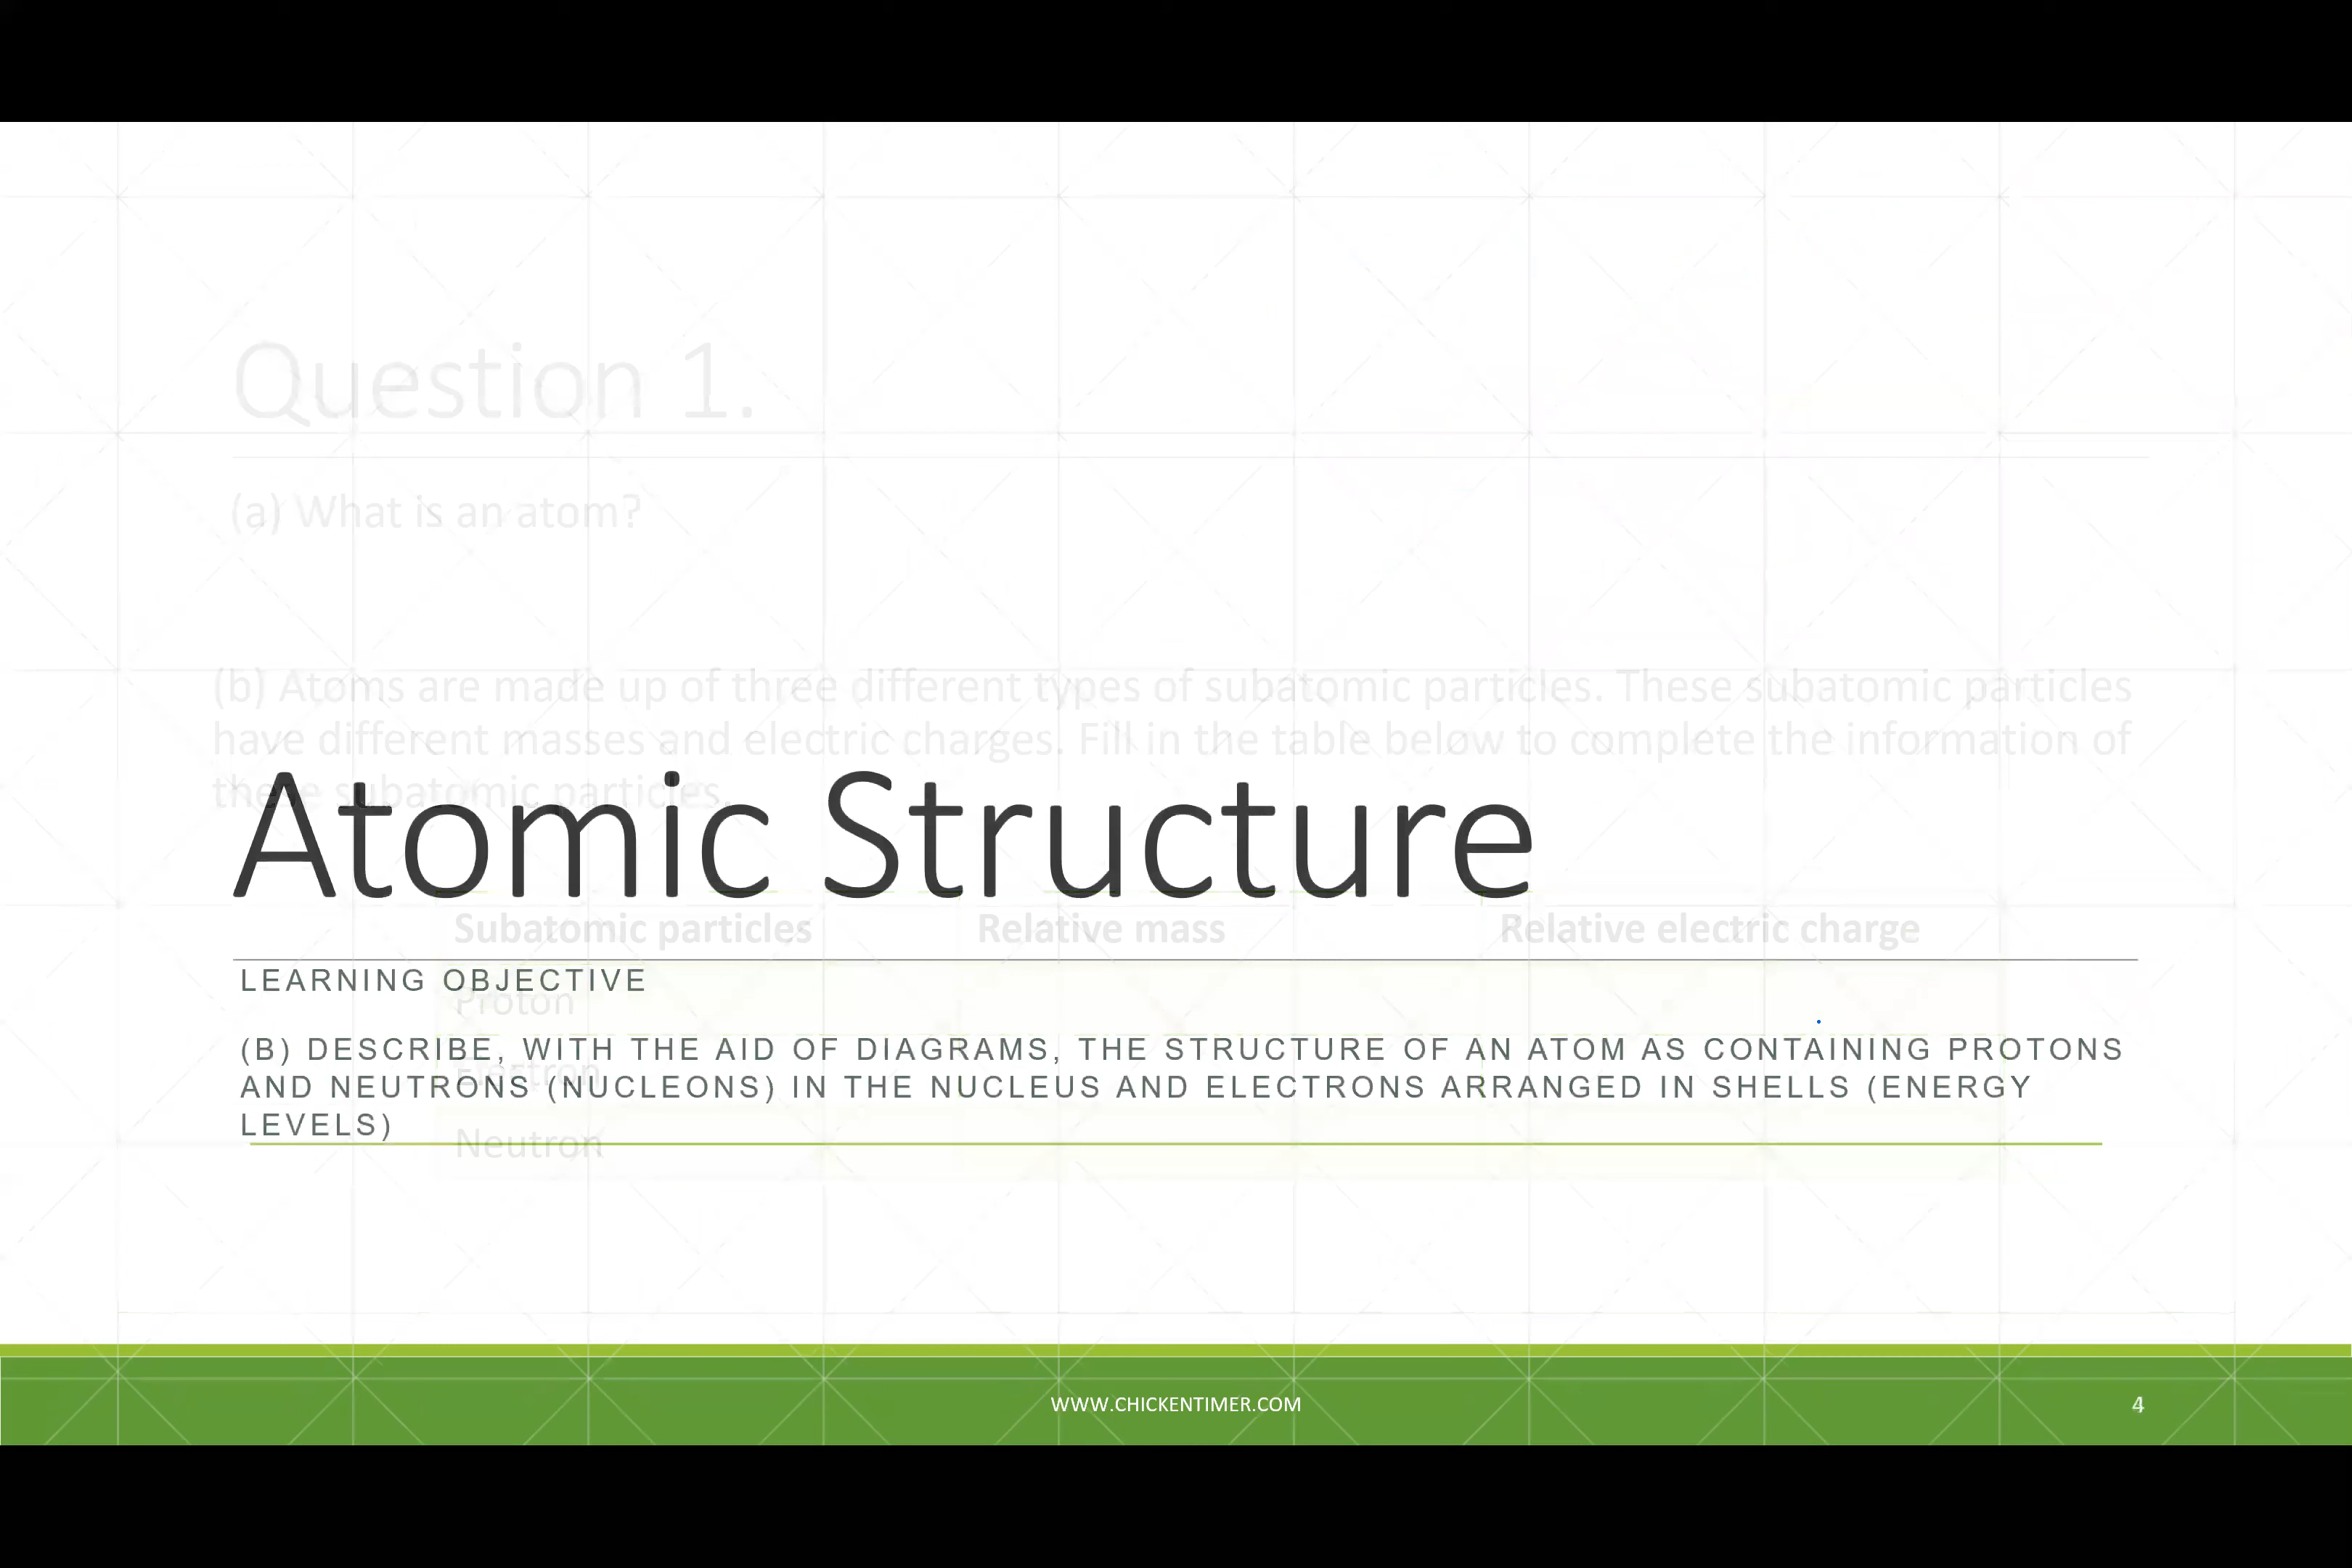 Question 1.
(a) What is an atom?
(b) Atoms are made up of three different types of subatomic particles. These subatomic particles
have different masses and electric charges. Fill in the table below to complete the information of
these subatomic particles.
Atomic Structure
Subatomic particles Relative mass Relative electric charge
LEARNING OBJECTIVE
Proton
(B) DESCRIBE, WITH THE AID OF DIAGRAMS, THE STRUCTURE OF AN ATOM AS CONTAINING PROTONS
Electron
AND NEUTRONS (NUCLEONS) IN THE NUCLEUS AND ELECTRONS ARRANGED IN SHELLS (ENERGY
LEVELS)
Neutron
WWW.CHICKENTIMER.COM
4